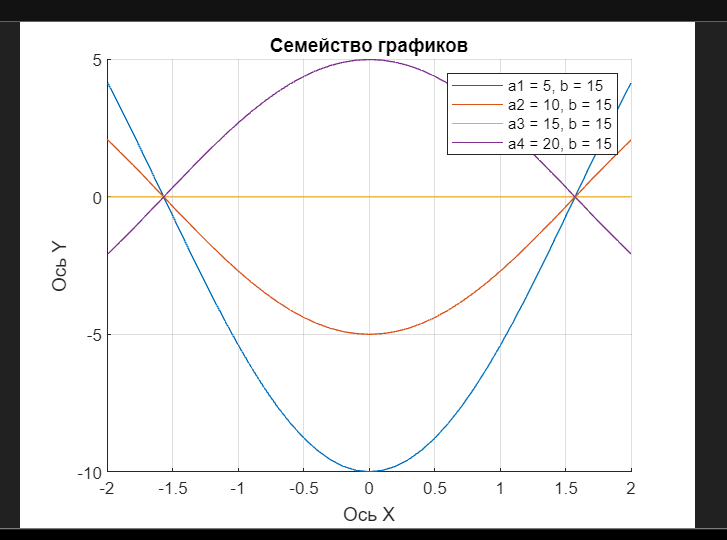 Семейство графиков
a1 = 5, b = 15
a2 = 10, b = 15
a3 = 15, b = 15
a4 = 20, b = 15
5
0
-5
-10
Ось Y
-2 -1.5 -1 -0.5 0 0.5 1 1.5 2
Ось X